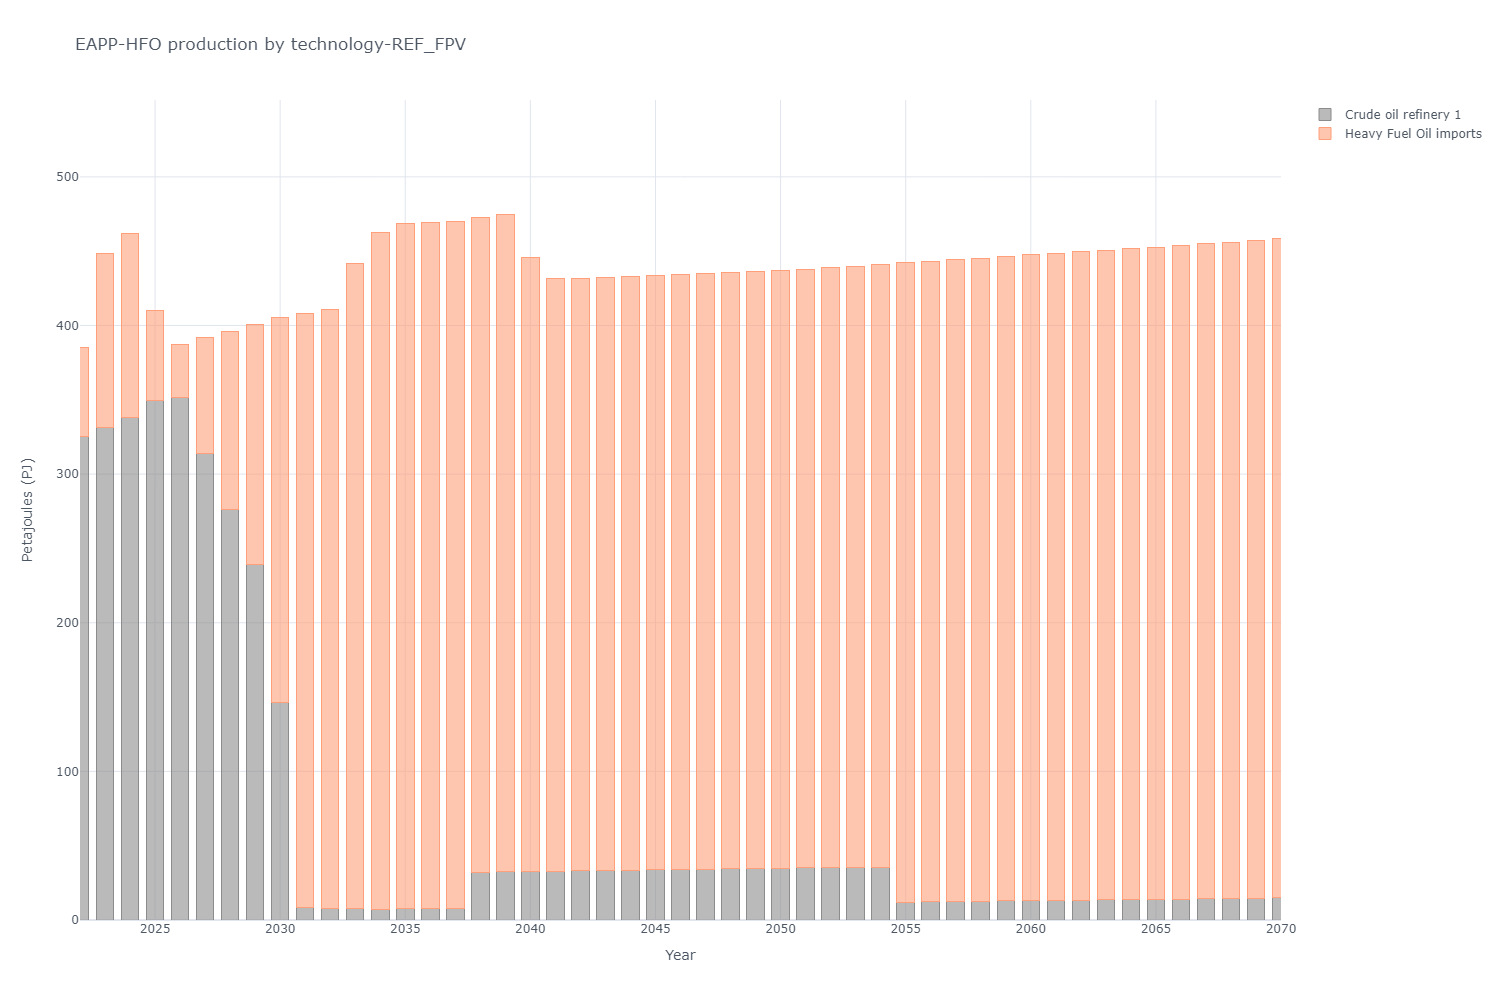 EAPP-HFO production by technology-REF_FPV
Crude oil refinery 1
Heavy Fuel Oil imports
500
400
300
200
100
0
Petajoules (PJ)
2025 2030 2035 2040 2045 2050 2055 2060 2065 2070
Year